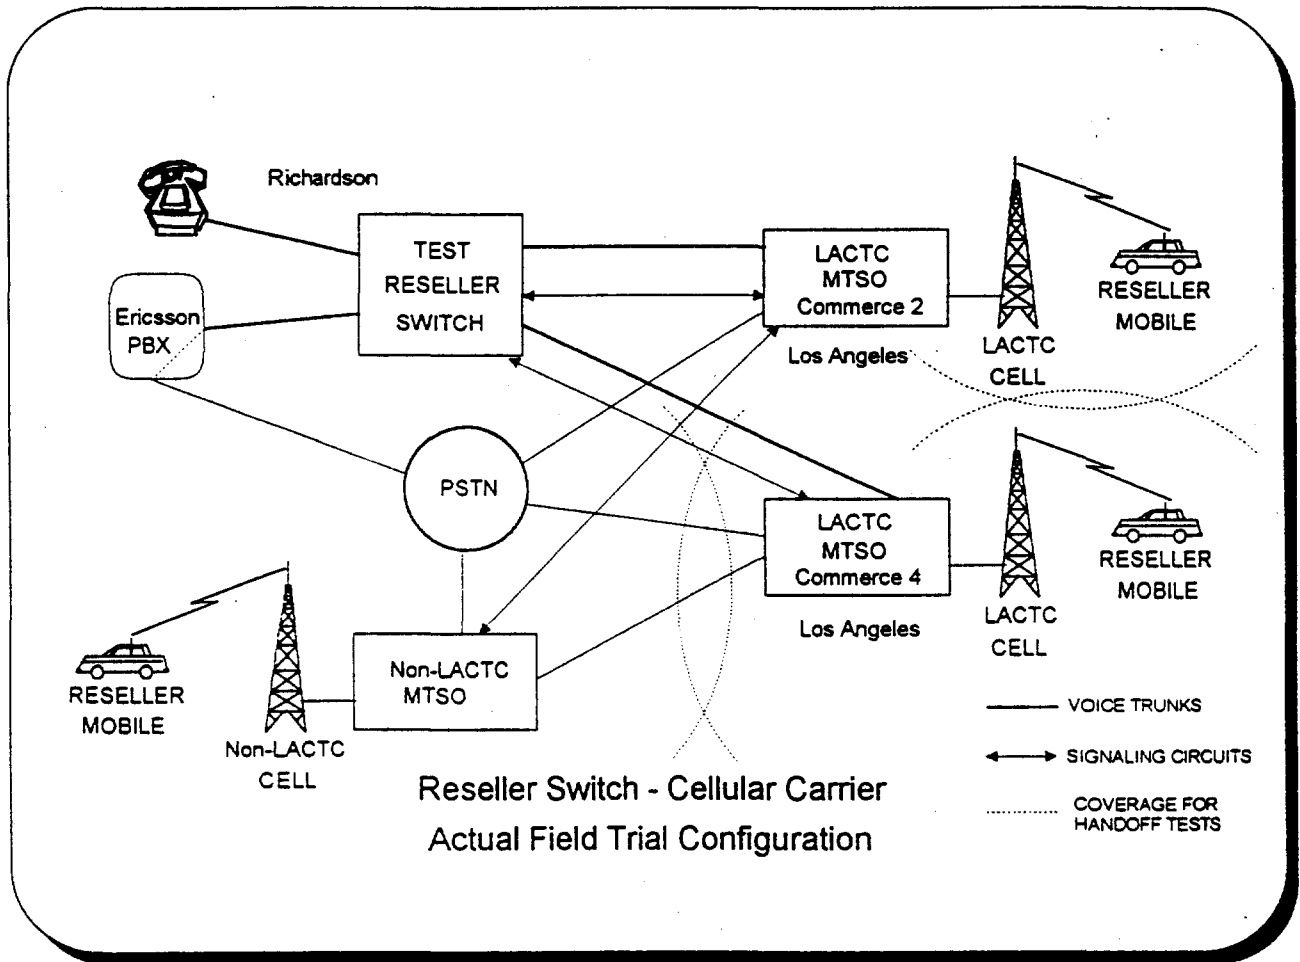 Richardson
TEST
RESELLER
SWITCH
Ericsson
PBX
LACTC
MTSO
Commerce 2
Los Angeles
LACTC
CELL
RESELLER
MOBILE
PSTN
LACTC
MTSO
Commerce 4
Los Angeles
LACTC
CELL
RESELLER
MOBILE
RESELLER
MOBILE
Non-LACTC
CELL
Non-LACTC
MTSO
VOICE TRUNKS
SIGNALING CIRCUITS
COVERAGE FOR
HANDOFF TESTS
Reseller Switch - Cellular Carrier
Actual Field Trial Configuration